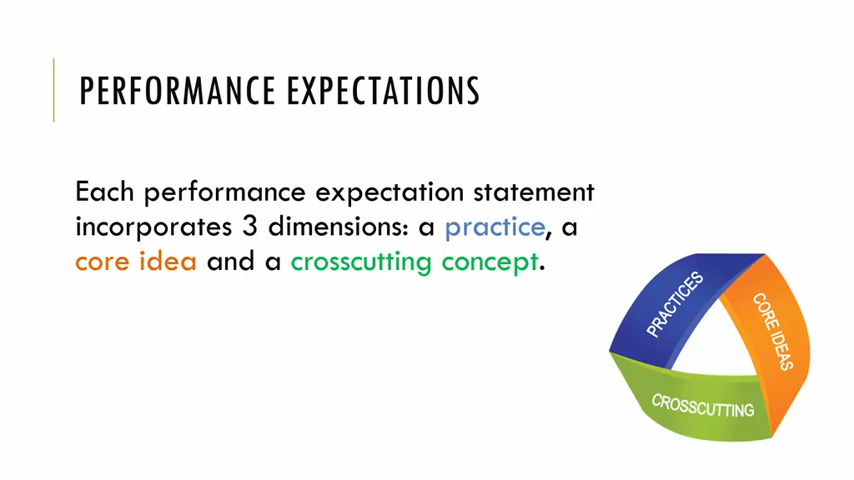 PERFORMANCE EXPECTATIONS
Each performance expectation statement
incorporates 3 dimensions: a practice, a
core idea and a crosscutting concept.
PRACTICES
CORE IDEAS
CROSSCUTTING